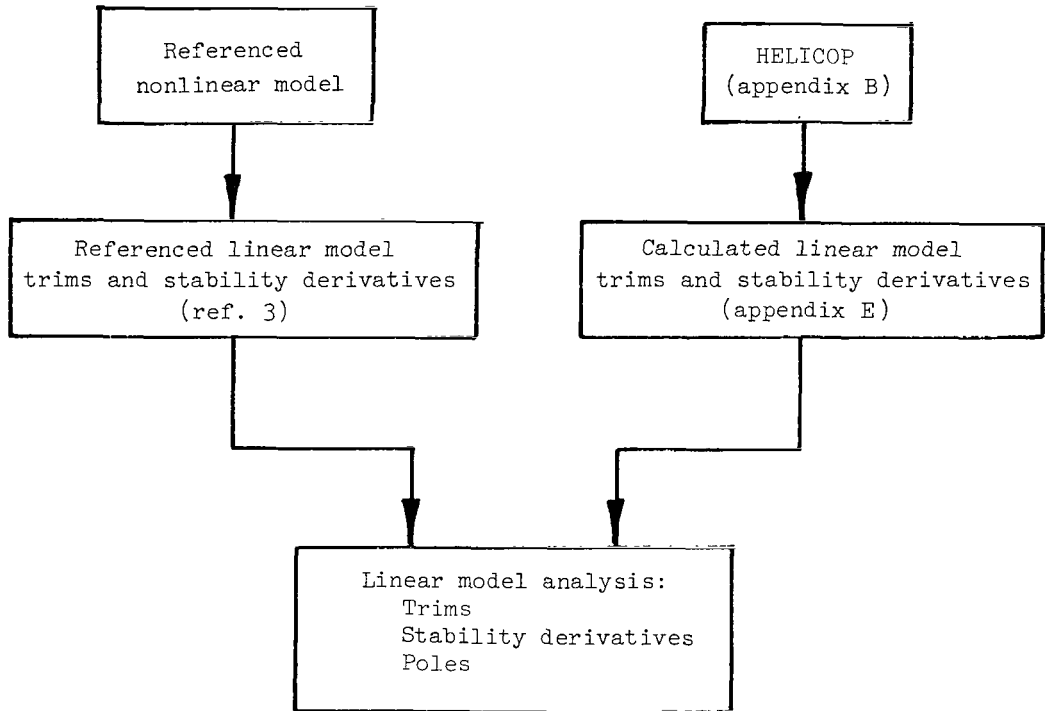 Referenced
nonlinear model
HELICOP
(appendix B)
Referenced linear model
trims and stability derivatives
(ref. 3)
Calculated linear model
trims and stability derivatives
(appendix E)
Linear model analysis:
Trims
Stability derivatives
Poles